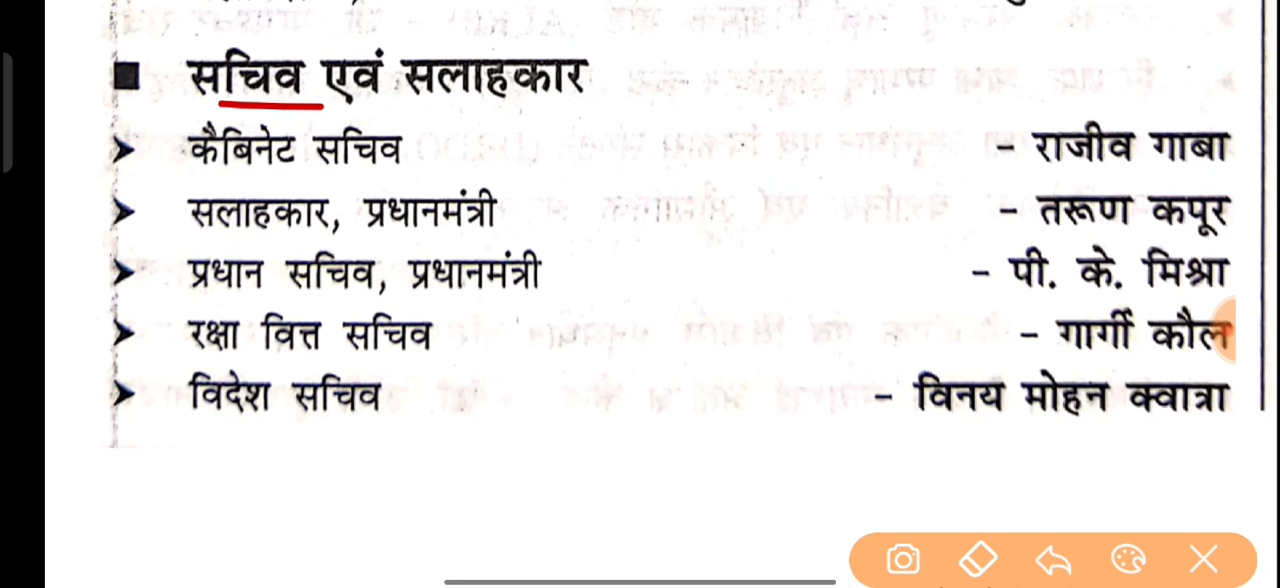 ■ सचिव एवं सलाहकार
➤ कैबिनेट सचिव – राजीव गाबा
➤ सलाहकार, प्रधानमंत्री – तरूण कपूर
➤ प्रधान सचिव, प्रधानमंत्री – पी. के. मिश्रा
➤ रक्षा वित्त सचिव – गार्गी कौल
➤ विदेश सचिव – विनय मोहन क्वात्रा